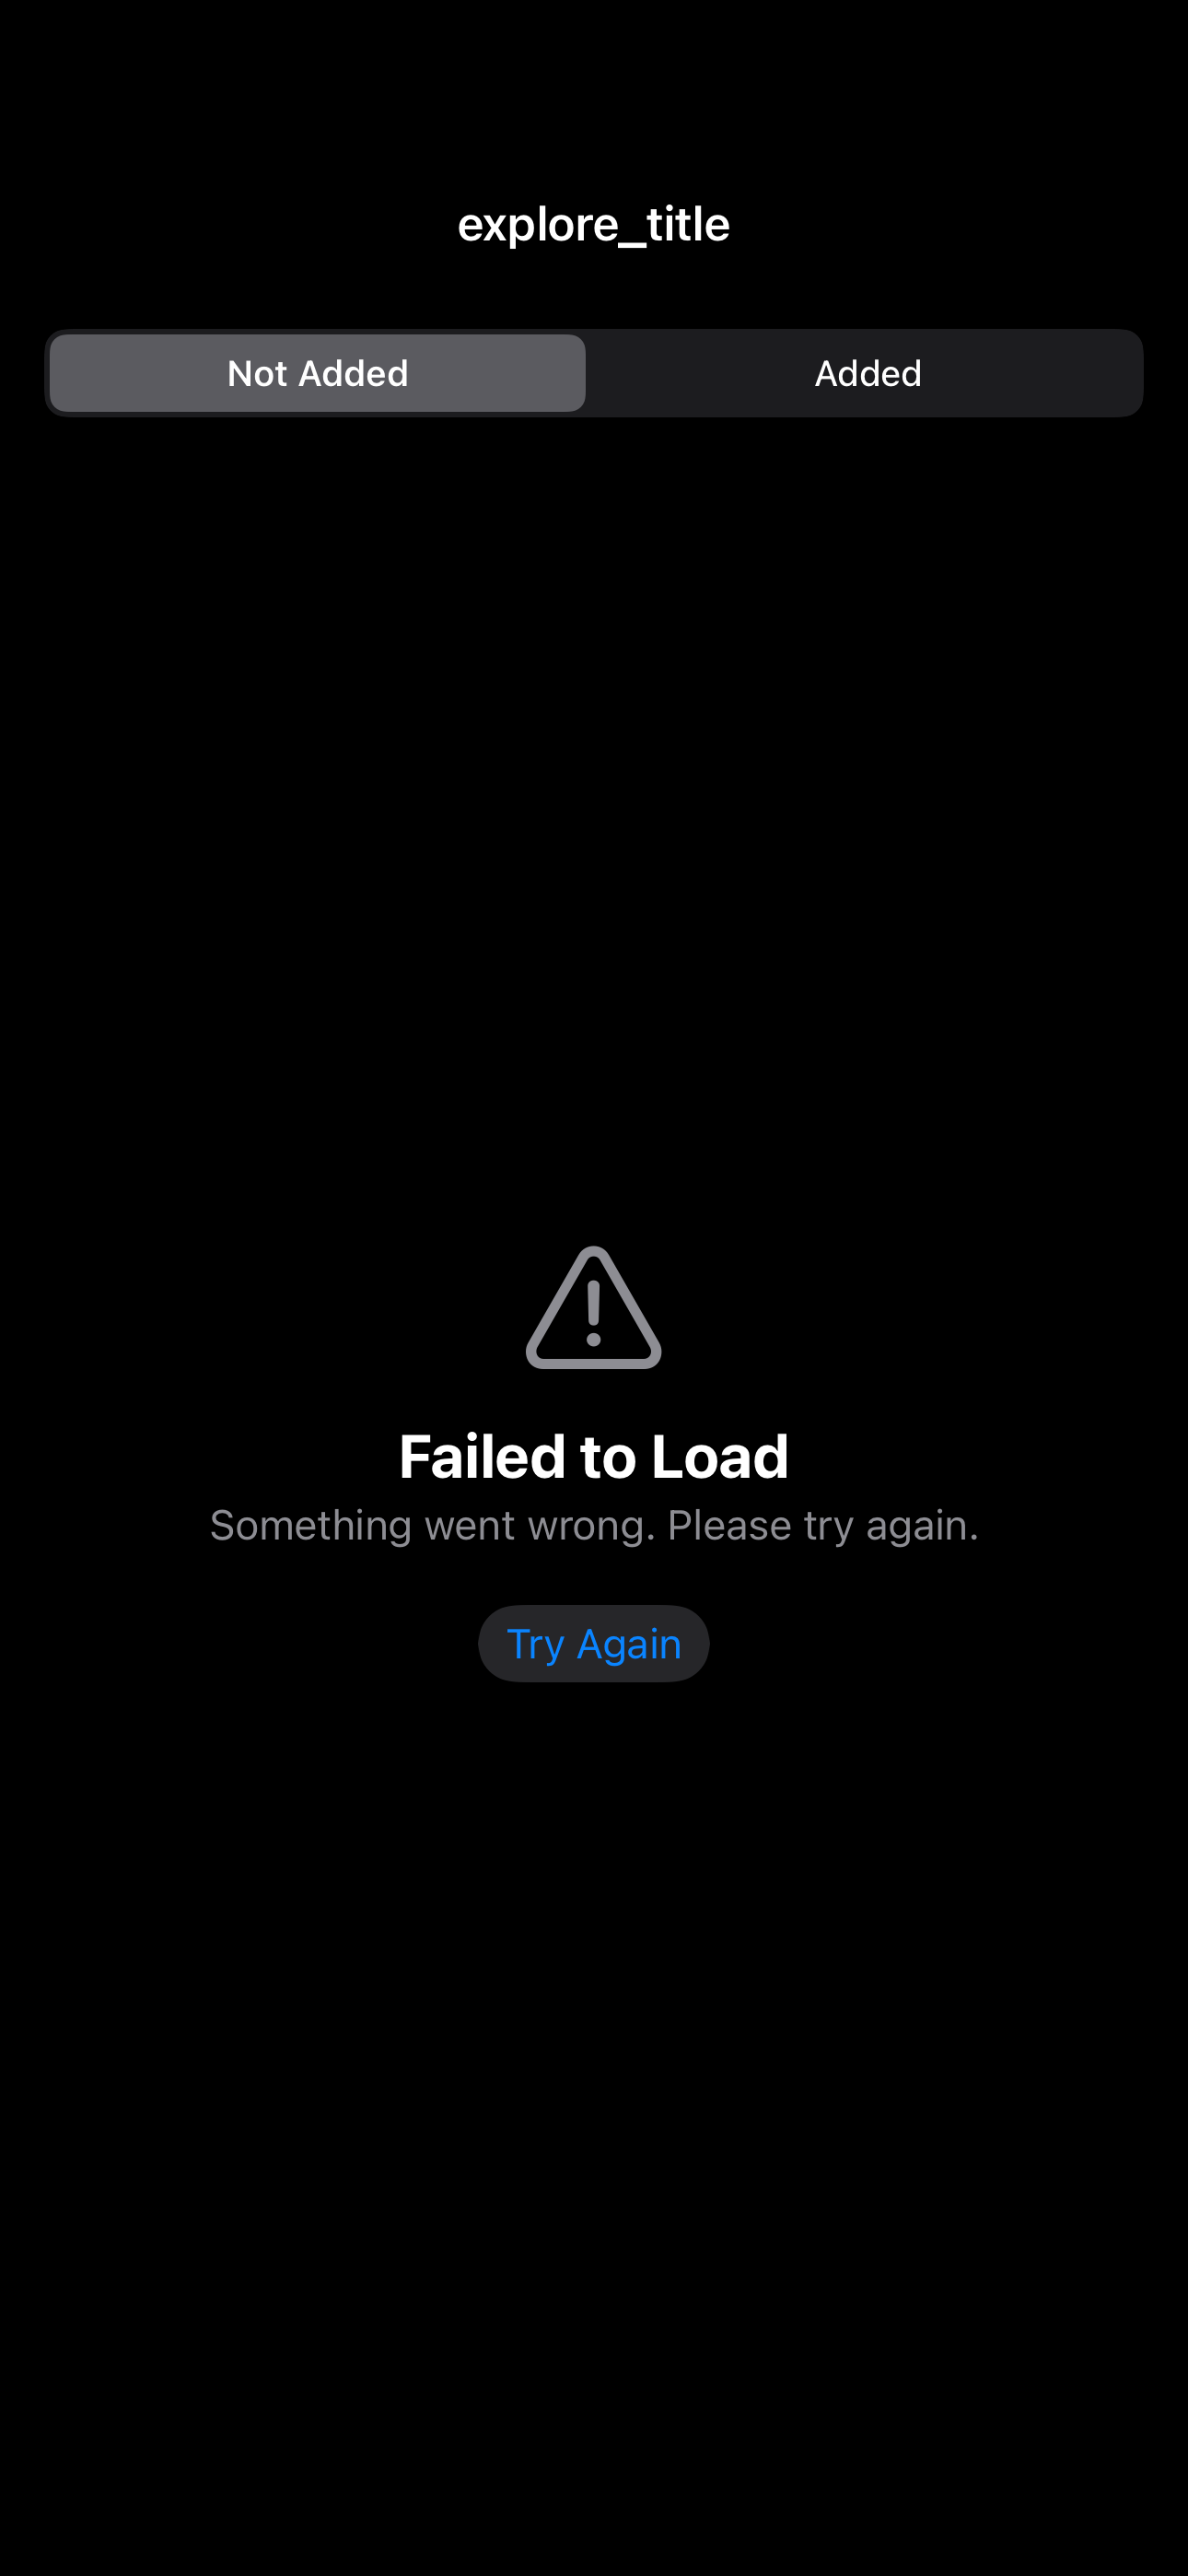 explore_title
Not Added
Added
Failed to Load
Something went wrong. Please try again.
Try Again